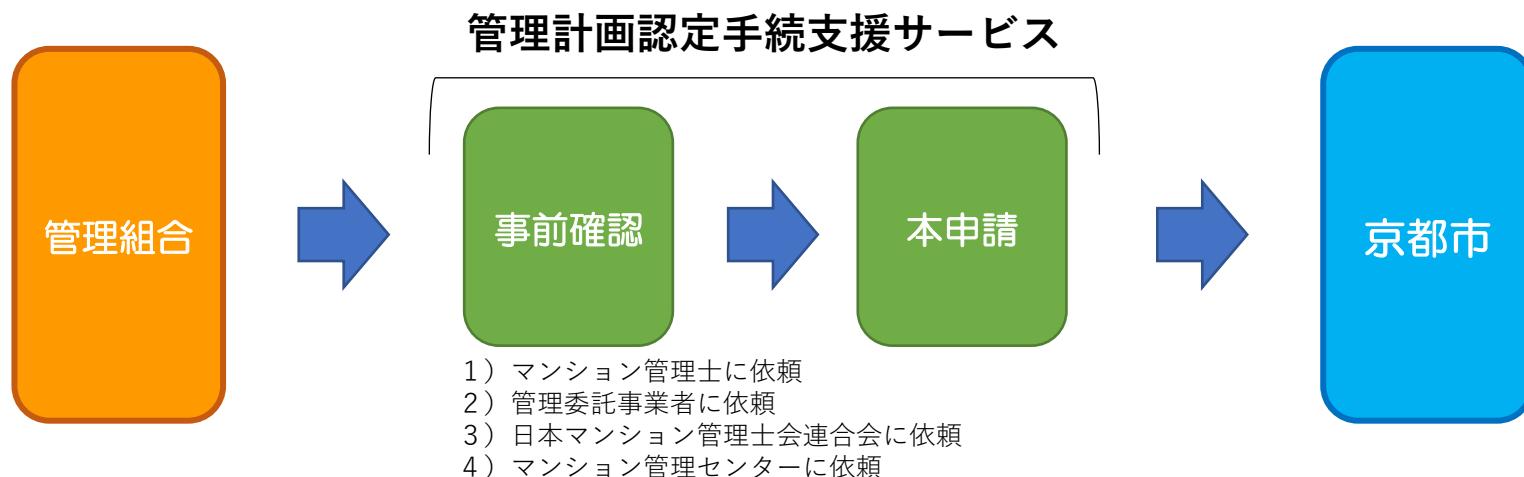 管理計画認定手続支援サービス
管理組合
事前確認
本申請
京都市
１）マンション管理士に依頼
２）管理委託事業者に依頼
３）日本マンション管理士会連合会に依頼
４）マンション管理センターに依頼